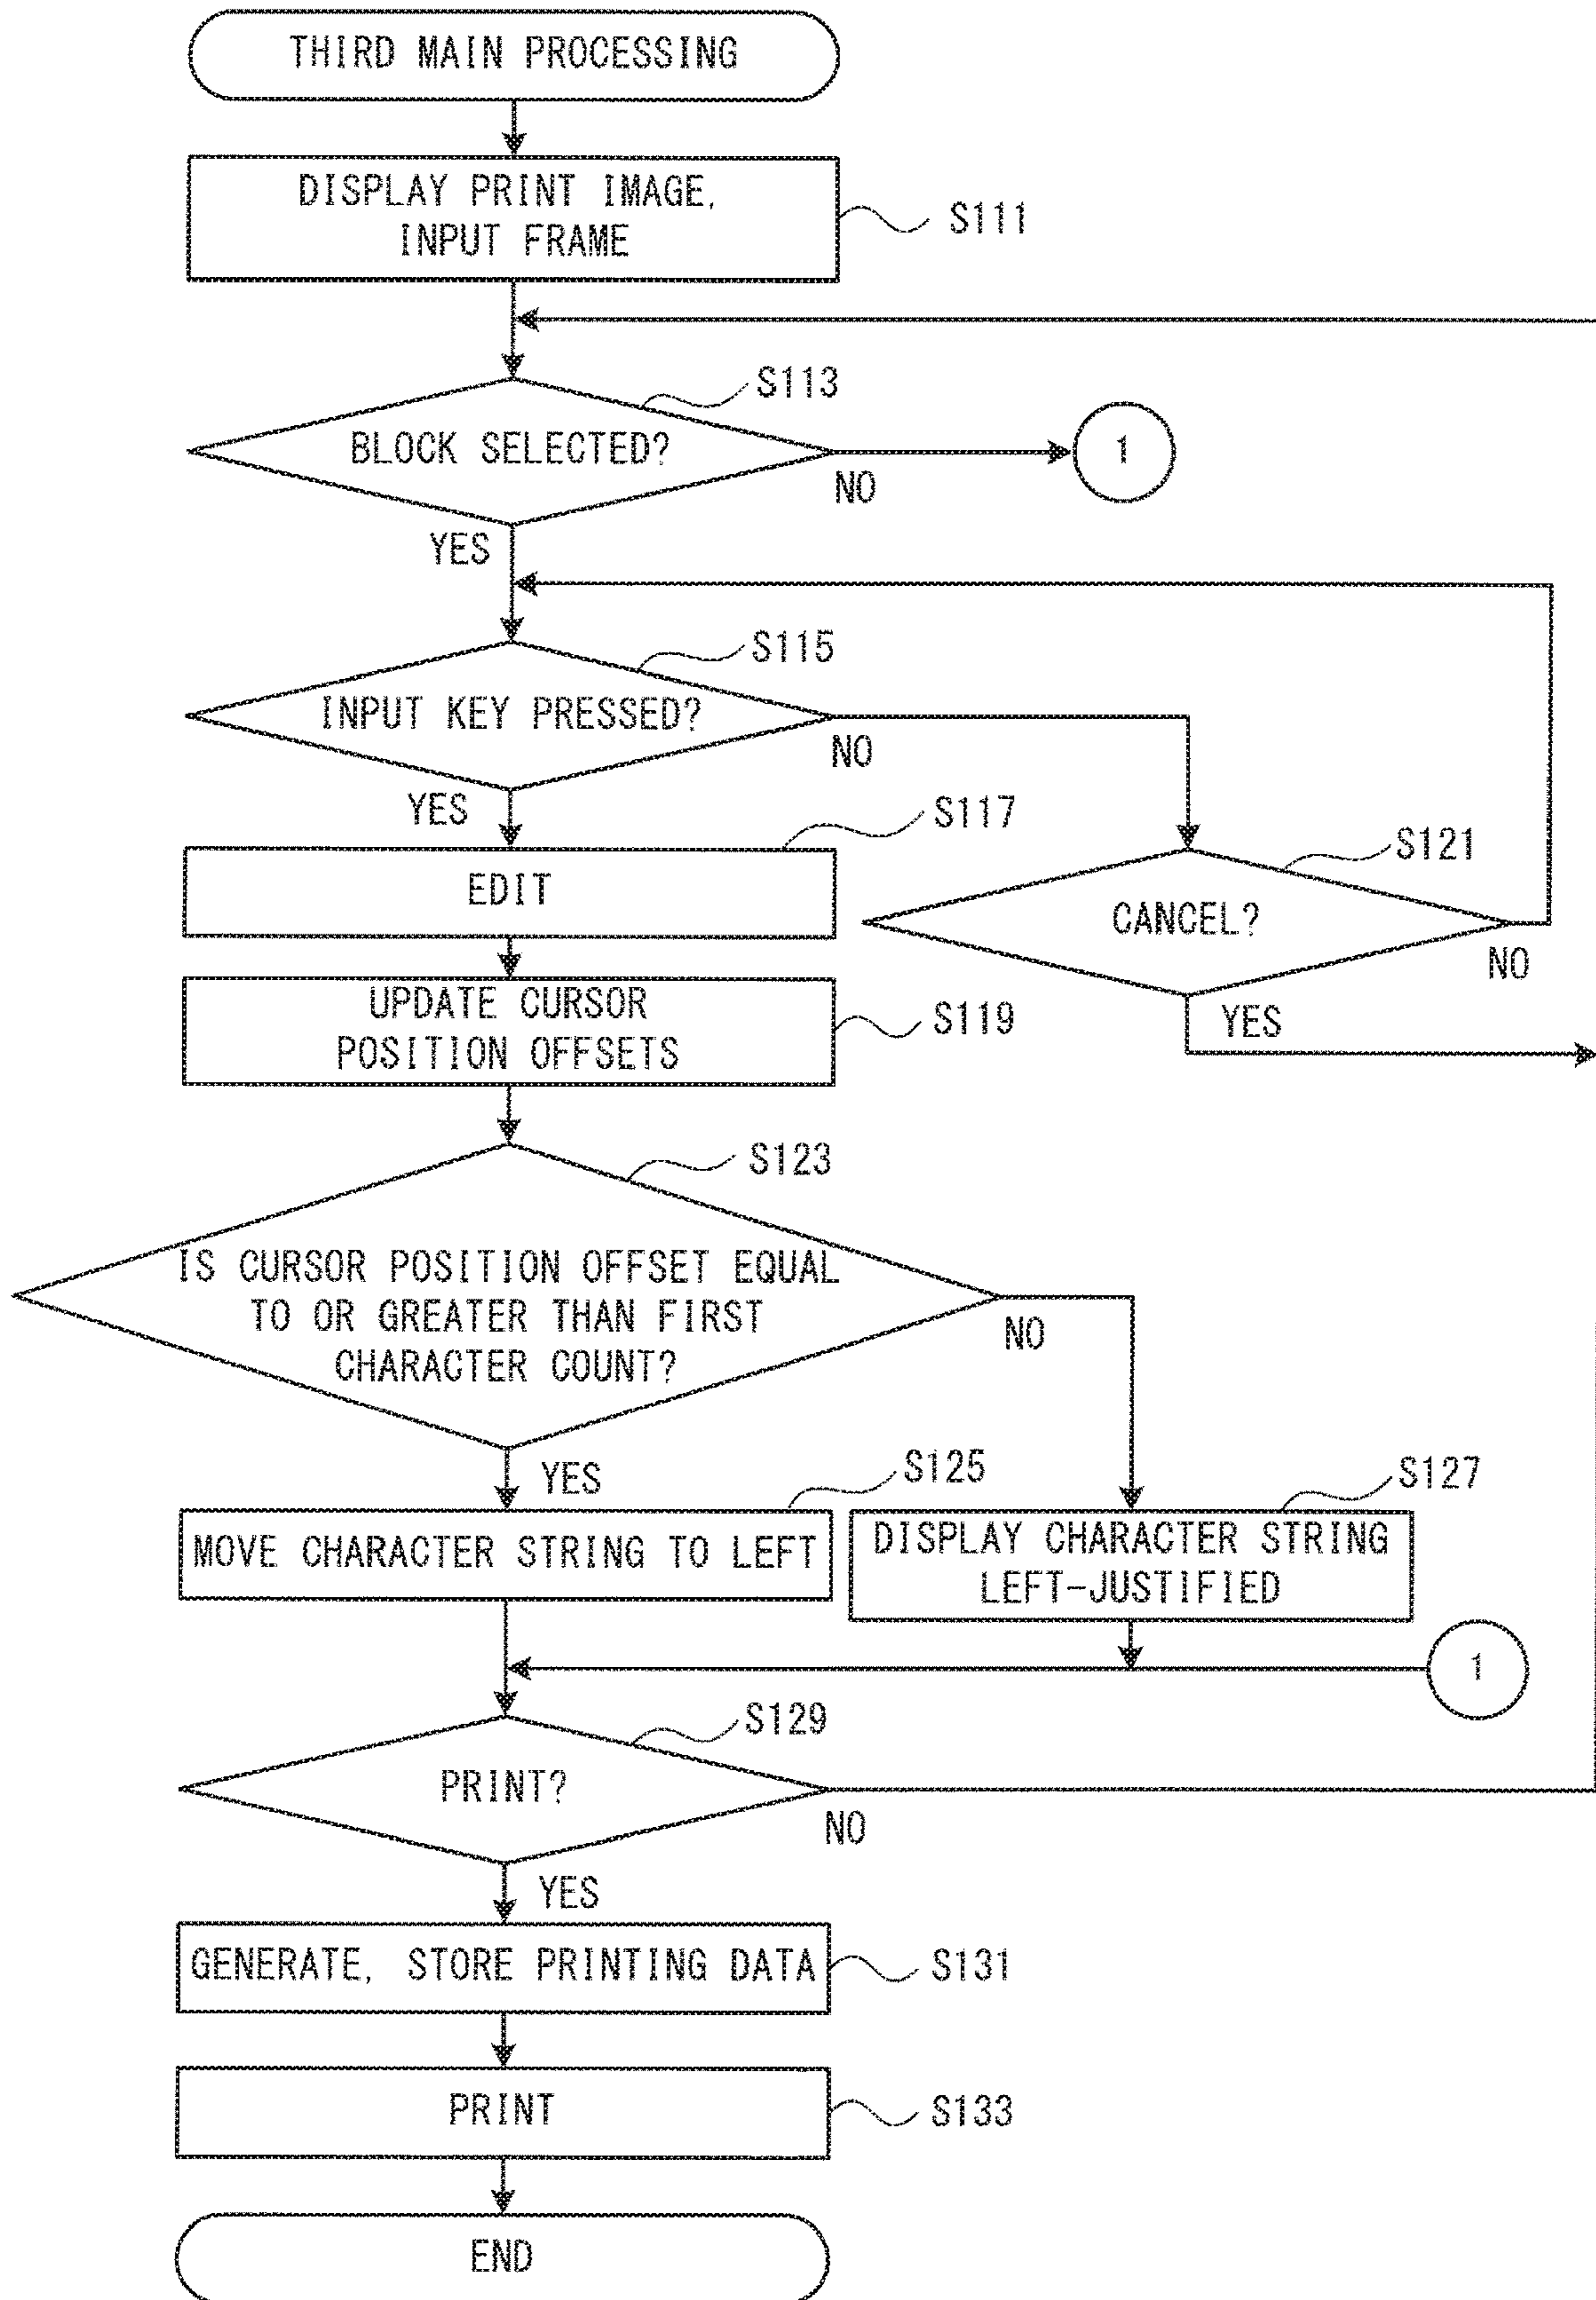 THIRD MAIN PROCESSING
DISPLAY PRINT IMAGE,
INPUT FRAME
S111
S113
BLOCK SELECTED?
NO
1
YES
S115
INPUT KEY PRESSED?
NO
YES
S117
EDIT
S121
CANCEL?
NO
YES
UPDATE CURSOR
POSITION OFFSETS
S119
S123
IS CURSOR POSITION OFFSET EQUAL
TO OR GREATER THAN FIRST
CHARACTER COUNT?
NO
YES
S125
MOVE CHARACTER STRING TO LEFT
S127
DISPLAY CHARACTER STRING
LEFT-JUSTIFIED
1
S129
PRINT?
NO
YES
GENERATE, STORE PRINTING DATA
S131
PRINT
S133
END